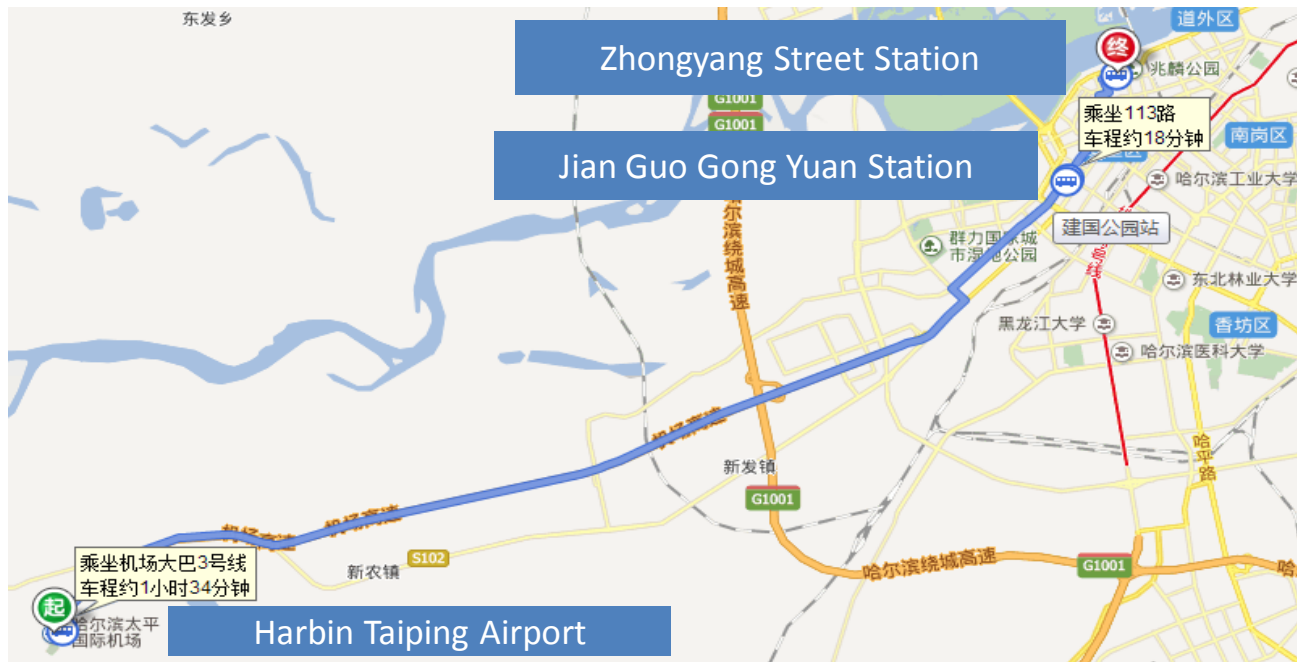 东发乡
道外区
Zhongyang Street Station
终
兆麟公园
G1001
G1001
乘坐113路
车程约18分钟
南岗区
Jian Guo Gong Yuan Station
哈尔滨工业大学
哈尔滨绕城高速
建国公园站
群力国家城
市湿地公园
东北林业大学
黑龙江大学
香坊区
哈尔滨医科大学
机场高速
新发镇
哈平路
G1001
机场高速
机场高速
S102
新农镇
哈尔滨绕城高速
G1001
乘坐机场大巴3号线
车程约1小时34分钟
起
哈尔滨太平
国际机场
Harbin Taiping Airport